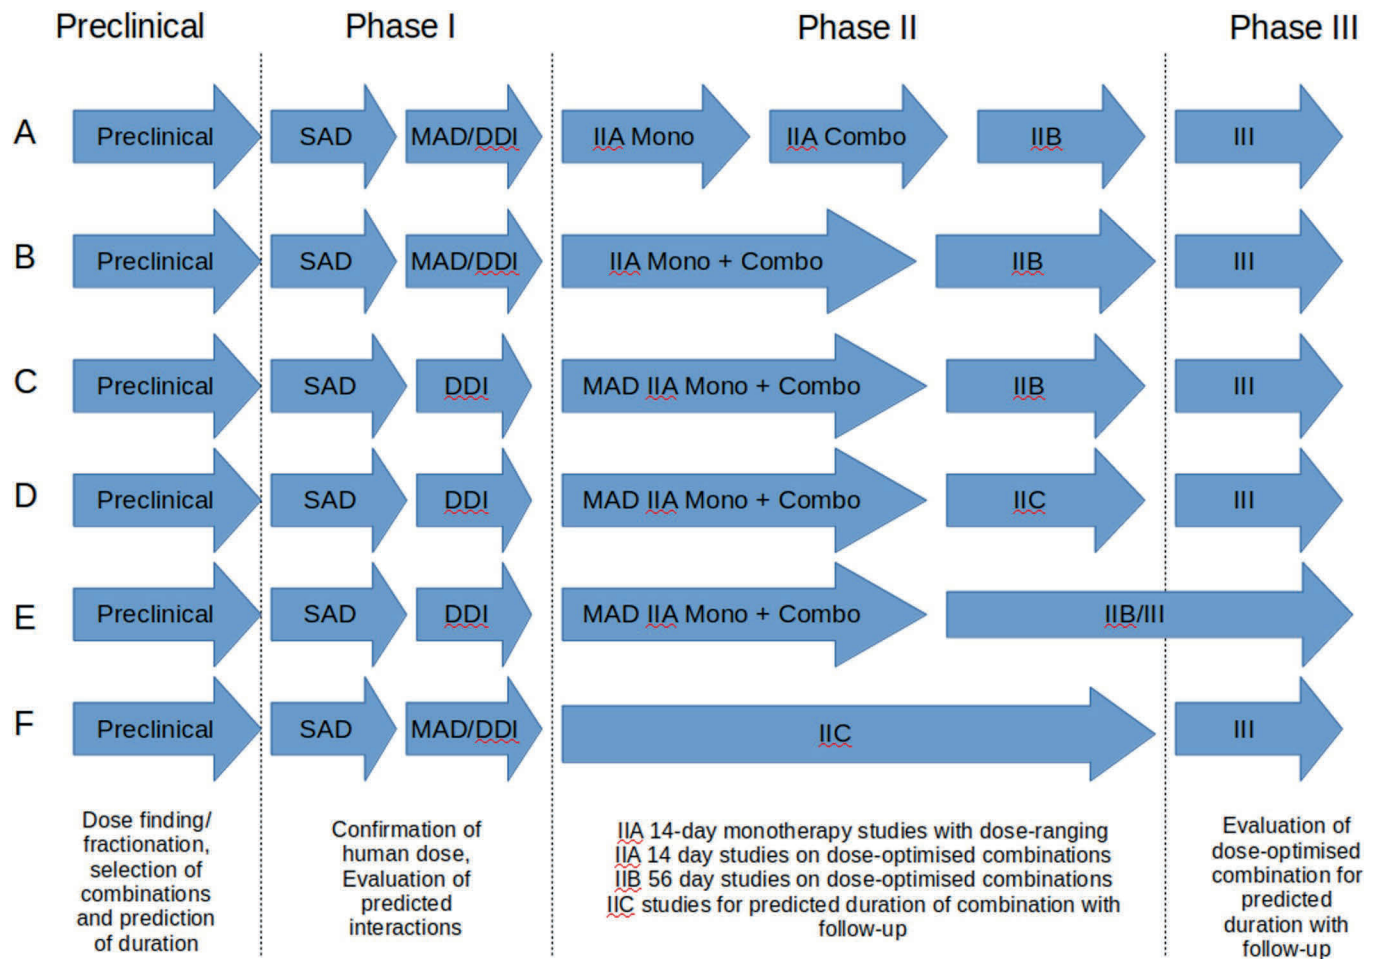 Preclinical Phase I Phase II Phase III
A Preclinical SAD MAD/DDI IIA Mono IIA Combo IIB III
B Preclinical SAD MAD/DDI IIA Mono + Combo IIB III
C Preclinical SAD DDI MAD IIA Mono + Combo IIB III
D Preclinical SAD DDI MAD IIA Mono + Combo IIC III
E Preclinical SAD DDI MAD IIA Mono + Combo IIB/III
F Preclinical SAD MAD/DDI IIC III
Dose finding/
fractionation,
selection of
combinations
and prediction
of duration
Confirmation of
human dose,
Evaluation of
predicted
interactions
IIA 14-day monotherapy studies with dose-ranging
IIA 14 day studies on dose-optimised combinations
IIB 56 day studies on dose-optimised combinations
IIC studies for predicted duration of combination with
follow-up
Evaluation of
dose-optimised
combination for
predicted
duration with
follow-up